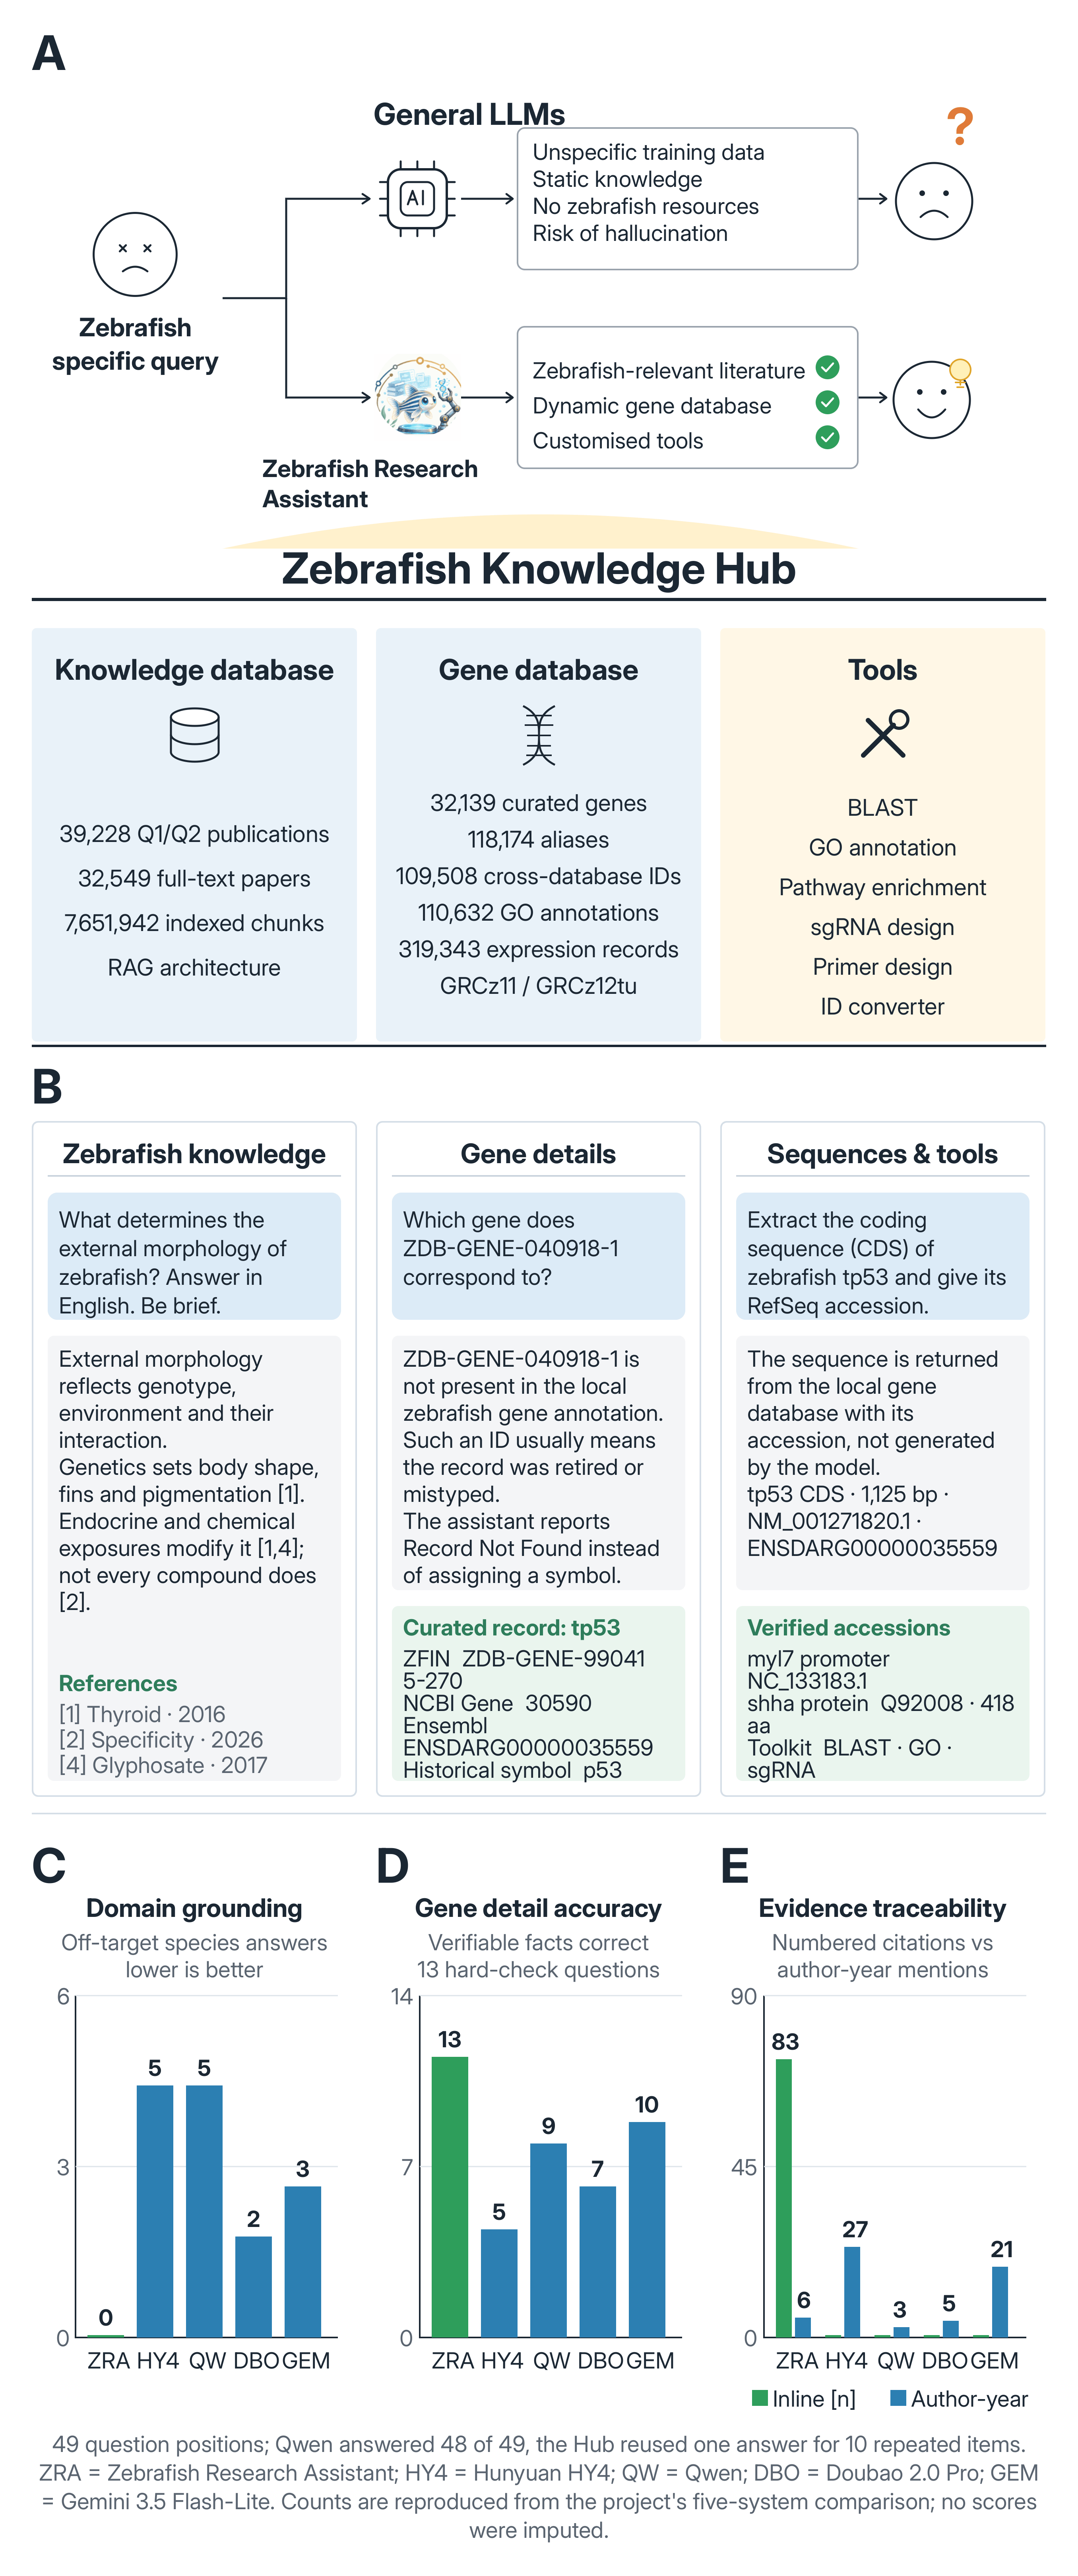 A
General LLMs
?
Unspecific training data
Static knowledge
No zebrafish resources
Risk of hallucination
AI
Zebrafish
specific query
Zebrafish-relevant literature
Dynamic gene database
Customised tools
Zebrafish Research
Assistant
Zebrafish Knowledge Hub
Knowledge database
39,228 Q1/Q2 publications
32,549 full-text papers
7,651,942 indexed chunks
RAG architecture
Gene database
32,139 curated genes
118,174 aliases
109,508 cross-database IDs
110,632 GO annotations
319,343 expression records
GRCz11 / GRCz12tu
Tools
BLAST
GO annotation
Pathway enrichment
sgRNA design
Primer design
ID converter
B
Zebrafish knowledge
What determines the
external morphology of
zebrafish? Answer in
English. Be brief.
External morphology
reflects genotype,
environment and their
interaction.
Genetics sets body shape,
fins and pigmentation [1].
Endocrine and chemical
exposures modify it [1,4];
not every compound does
[2].
References
[1] Thyroid · 2016
[2] Specificity · 2026
[4] Glyphosate · 2017
Gene details
Which gene does
ZDB-GENE-040918-1
correspond to?
ZDB-GENE-040918-1 is
not present in the local
zebrafish gene annotation.
Such an ID usually means
the record was retired or
mistyped.
The assistant reports
Record Not Found instead
of assigning a symbol.
Curated record: tp53
ZFIN ZDB-GENE-99041
5-270
NCBI Gene 30590
Ensembl
ENSDARG00000035559
Historical symbol p53
Sequences & tools
Extract the coding
sequence (CDS) of
zebrafish tp53 and give its
RefSeq accession.
The sequence is returned
from the local gene
database with its
accession, not generated
by the model.
tp53 CDS · 1,125 bp ·
NM_001271820.1 ·
ENSDARG00000035559
Verified accessions
myl7 promoter
NC_133183.1
shha protein Q92008 · 418
aa
Toolkit BLAST · GO ·
sgRNA
C
Domain grounding
Off-target species answers
lower is better
6
3
0
0
5
5
2
3
ZRA HY4 QW DBO GEM
D
Gene detail accuracy
Verifiable facts correct
13 hard-check questions
14
7
0
13
5
9
7
10
ZRA HY4 QW DBO GEM
E
Evidence traceability
Numbered citations vs
author-year mentions
90
45
0
83
6
27
3
5
21
ZRA HY4 QW DBO GEM
Inline [n]
Author-year
49 question positions; Qwen answered 48 of 49, the Hub reused one answer for 10 repeated items.
ZRA = Zebrafish Research Assistant; HY4 = Hunyuan HY4; QW = Qwen; DBO = Doubao 2.0 Pro; GEM
= Gemini 3.5 Flash-Lite. Counts are reproduced from the project's five-system comparison; no scores
were imputed.